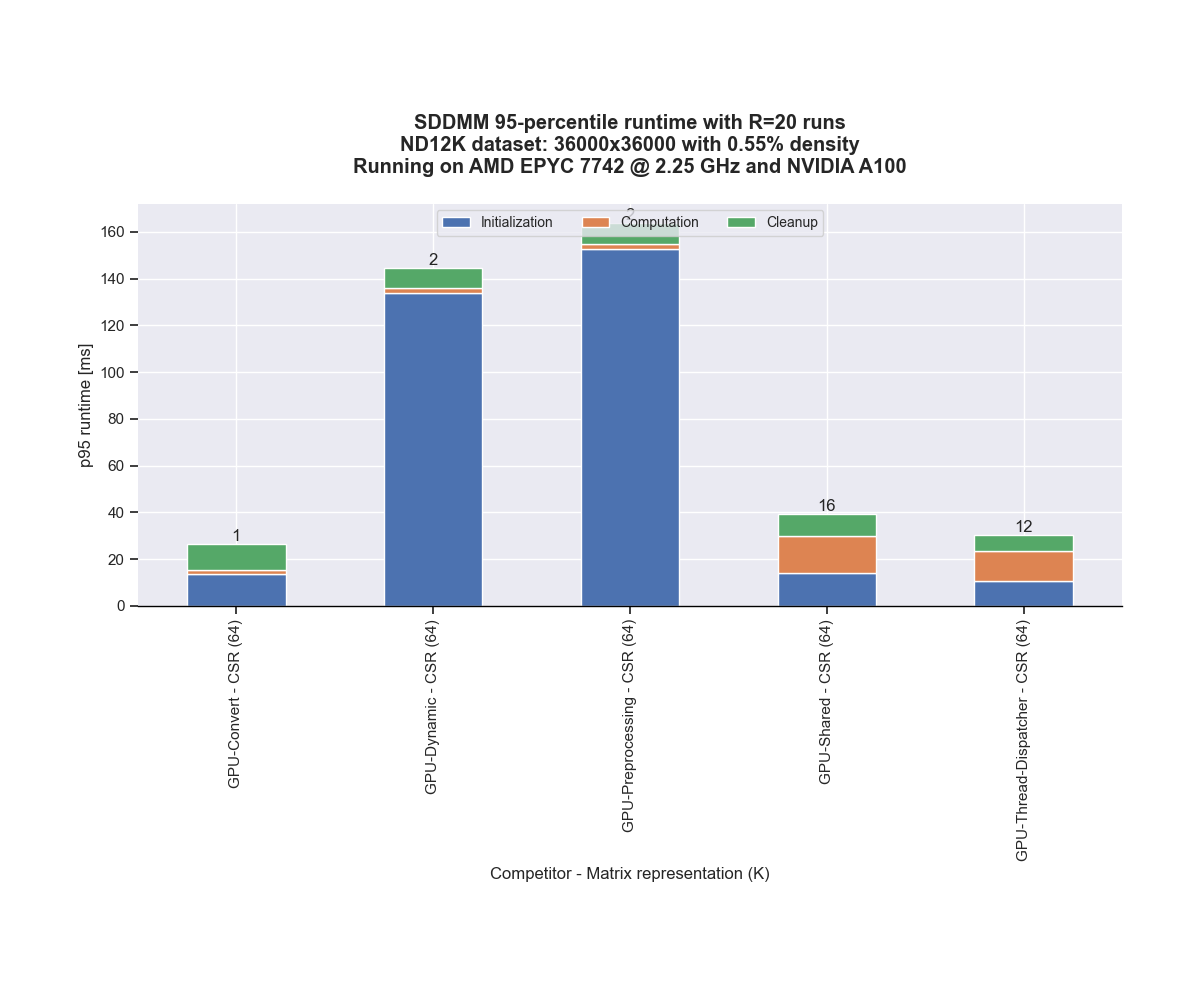 SDDMM 95-percentile runtime with R=20 runs
ND12K dataset: 36000x36000 with 0.55% density
Running on AMD EPYC 7742 @ 2.25 GHz and NVIDIA A100
Initialization
Computation
Cleanup
160
140
120
100
80
60
40
20
0
p95 runtime [ms]
1
2
16
12
GPU-Convert - CSR (64)
GPU-Dynamic - CSR (64)
GPU-Preprocessing - CSR (64)
GPU-Shared - CSR (64)
GPU-Thread-Dispatcher - CSR (64)
Competitor - Matrix representation (K)